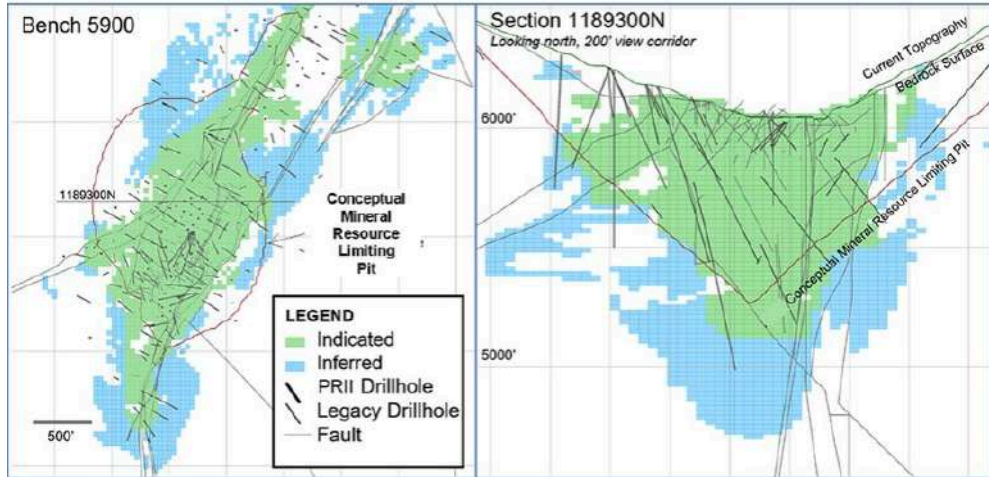 Bench 5900
1189300N
Conceptual
Mineral
Resource
Limiting
Pit
LEGEND
Indicated
Inferred
PRII Drillhole
Legacy Drillhole
Fault
500'
Section 1189300N
Looking north, 200' view corridor
Current Topography
Bedrock Surface
6000'
Conceptual Mineral Resource Limiting Pit
5000'